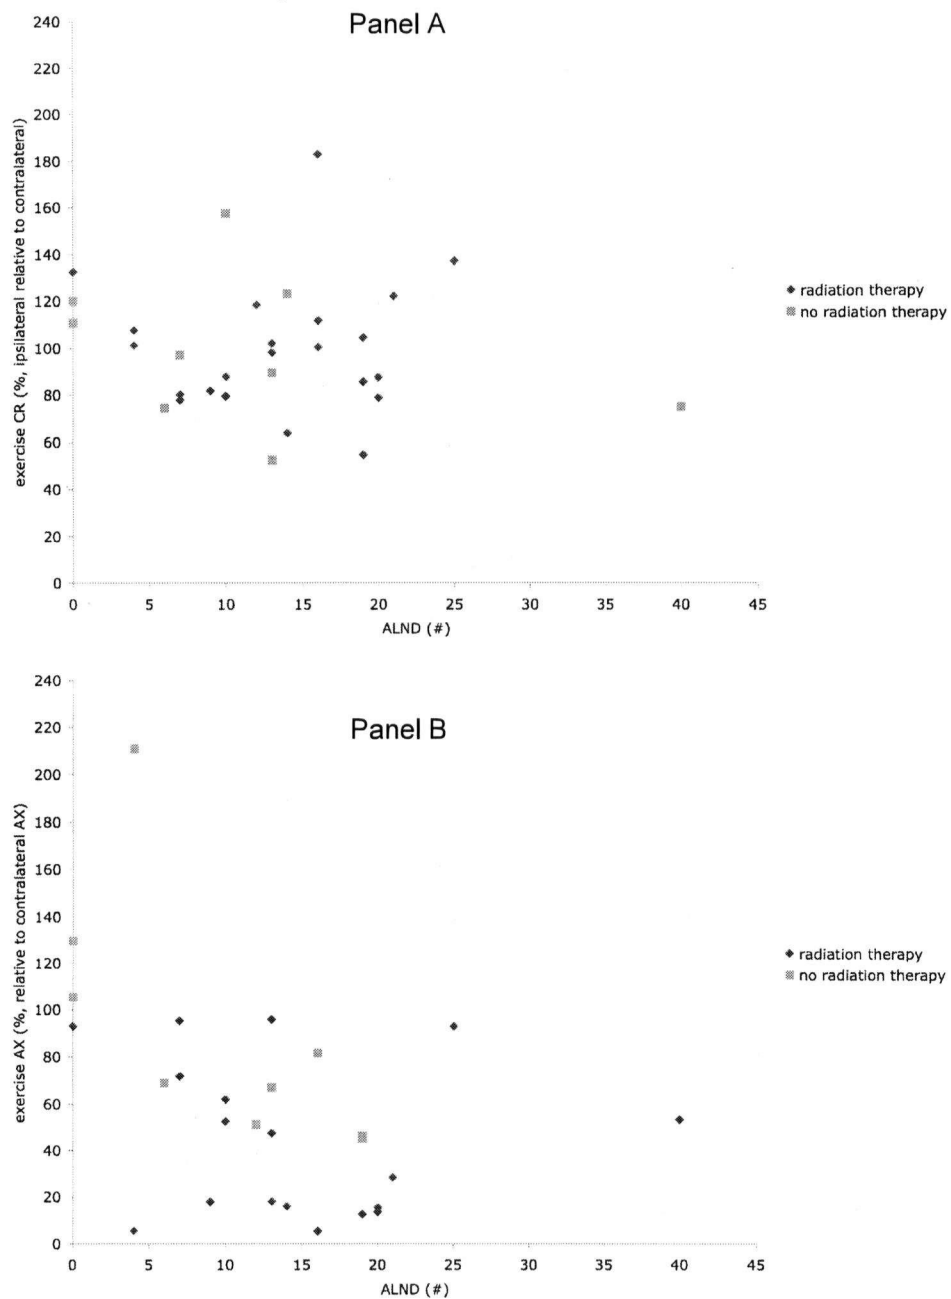 Panel A
240
220
200
180
160
140
120
100
80
60
40
20
0
exercise CR (%, ipsilateral relative to contralateral)
0 5 10 15 20 25 30 35 40 45
ALND (#)
radiation therapy
no radiation therapy
Panel B
240
220
200
180
160
140
120
100
80
60
40
20
0
exercise AX (%, relative to contralateral AX)
0 5 10 15 20 25 30 35 40 45
ALND (#)
radiation therapy
no radiation therapy